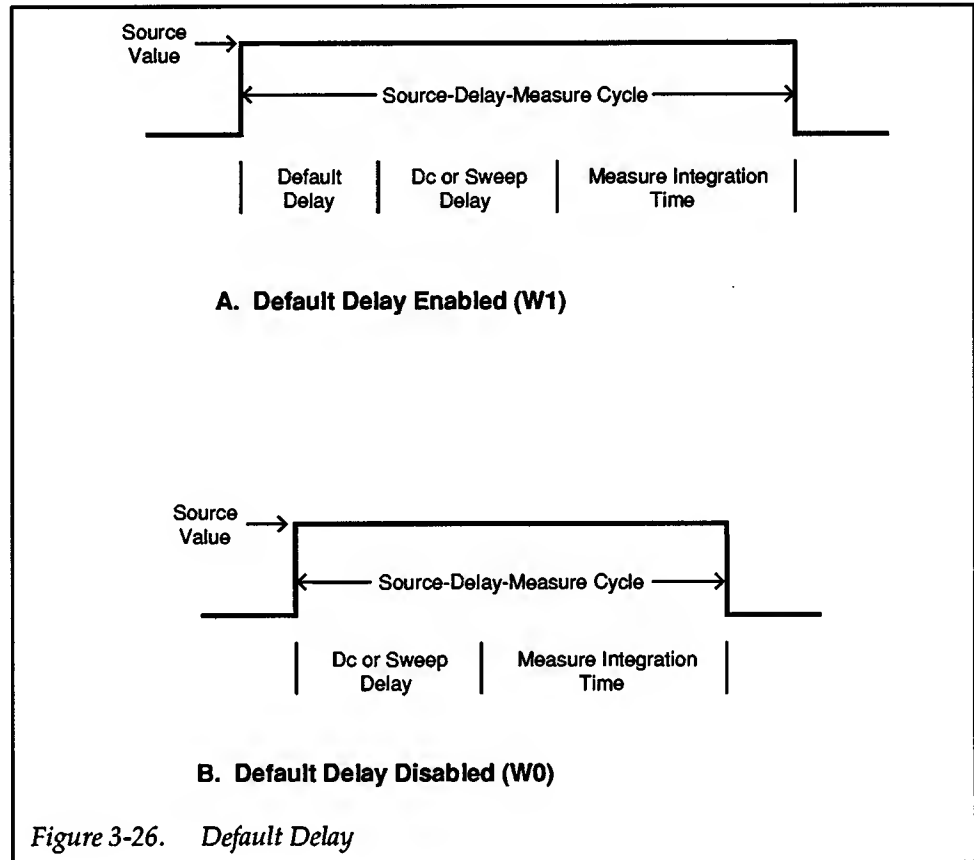 Source
Value
Source-Delay-Measure Cycle
Default
Delay
Dc or Sweep
Delay
Measure Integration
Time
A. Default Delay Enabled (W1)
Source
Value
Source-Delay-Measure Cycle
Dc or Sweep
Delay
Measure Integration
Time
B. Default Delay Disabled (W0)
Figure 3-26. Default Delay